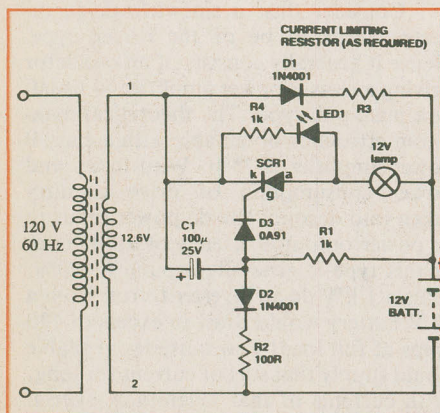 CURRENT LIMITING
RESISTOR (AS REQUIRED)
D1
1N4001
1
R4
1k
LED1
R3
SCR1
k
a
g
12V
lamp
120 V
60 Hz
12.6V
C1
100µ
25V
+
D3
0A91
R1
1k
+
D2
1N4001
12V
BATT.
R2
100R
2